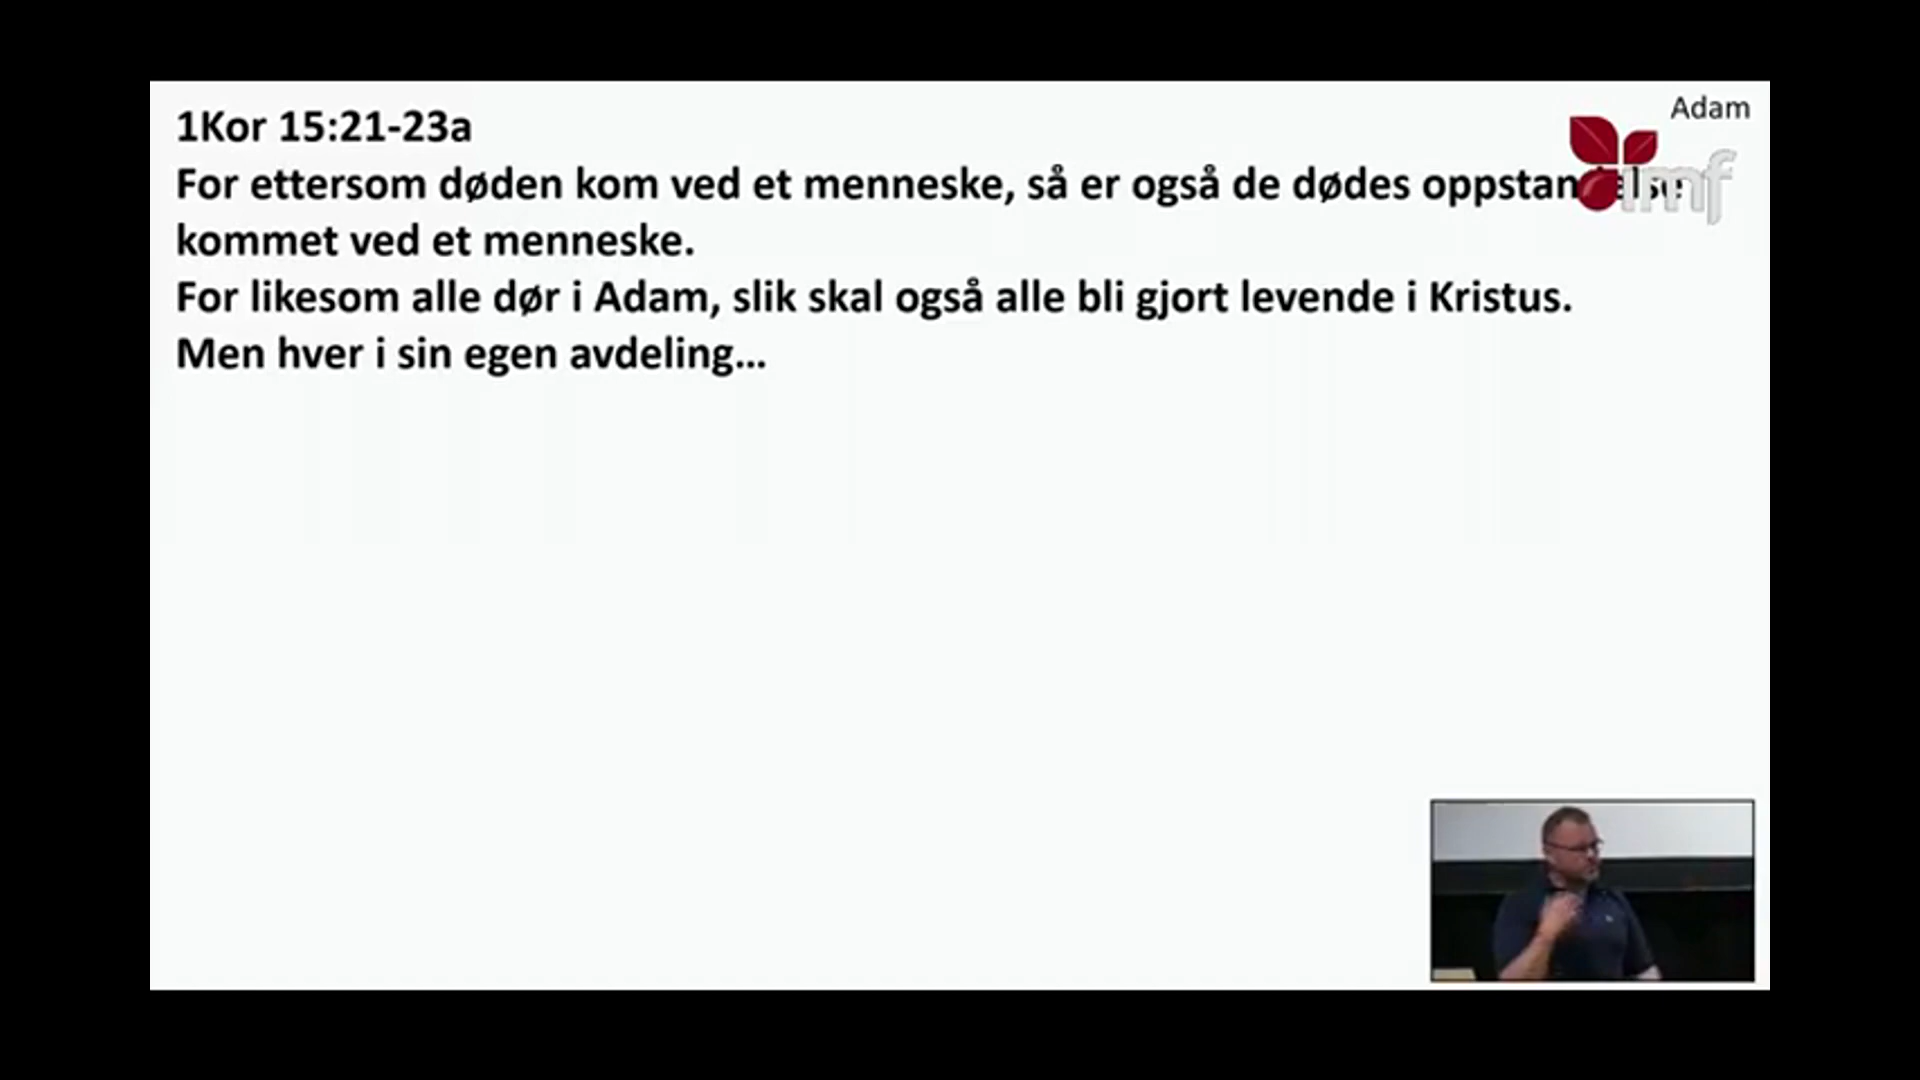 1Kor 15:21-23a
Adam
For ettersom døden kom ved et menneske, så er også de dødes oppstandelse
imf
kommet ved et menneske.
For likesom alle dør i Adam, slik skal også alle bli gjort levende i Kristus.
Men hver i sin egen avdeling...